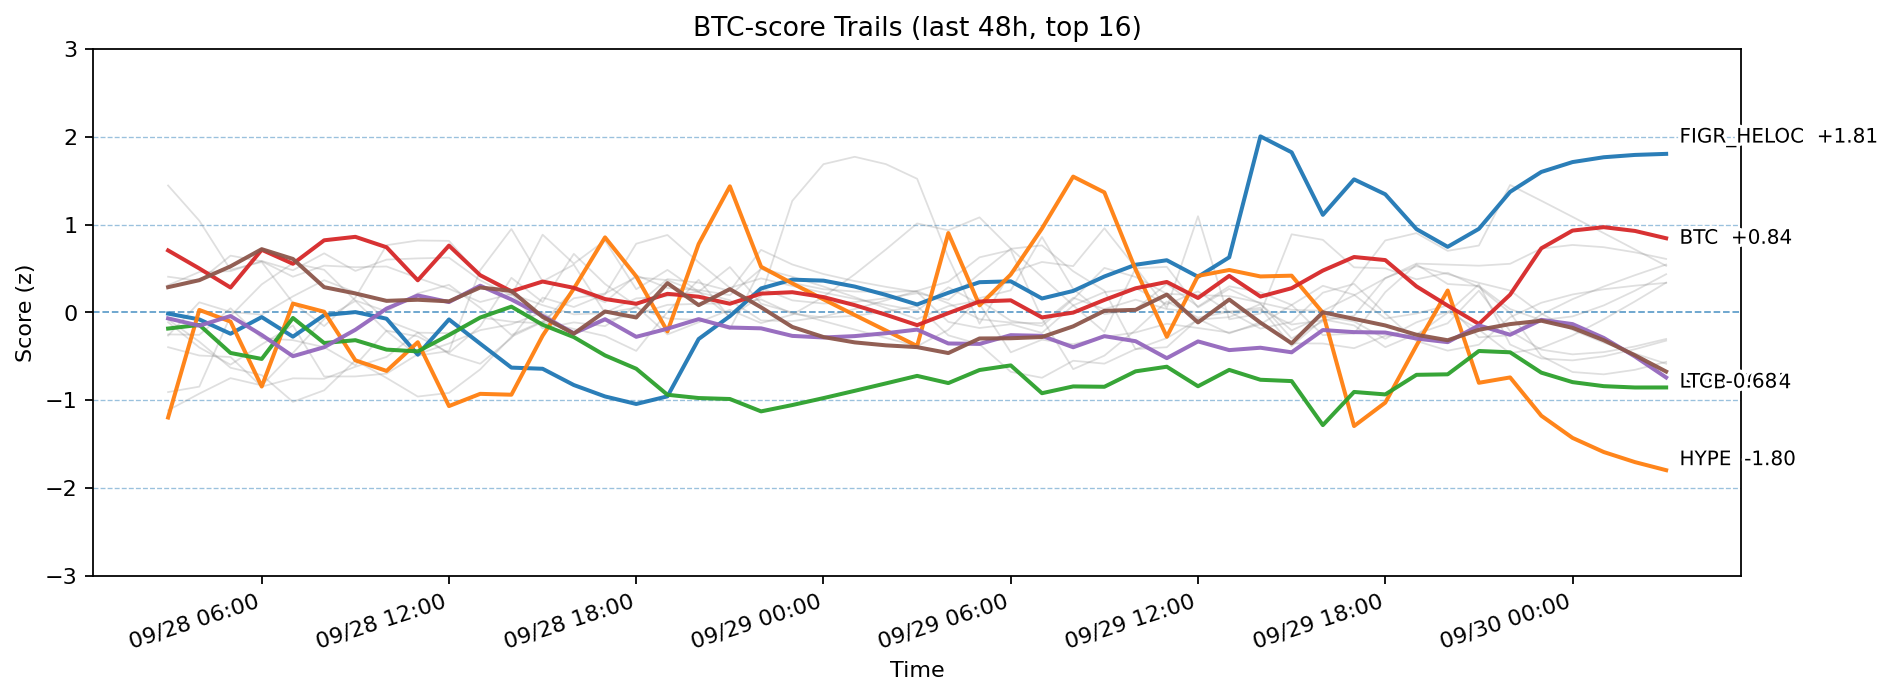 BTC-score Trails (last 48h, top 16)
3
2
1
0
−1
−2
−3
Score (z)
FIGR_HELOC +1.81
BTC +0.84
HYPE -1.80
09/28 06:00
09/28 12:00
09/28 18:00
09/29 00:00
09/29 06:00
09/29 12:00
09/29 18:00
09/30 00:00
Time